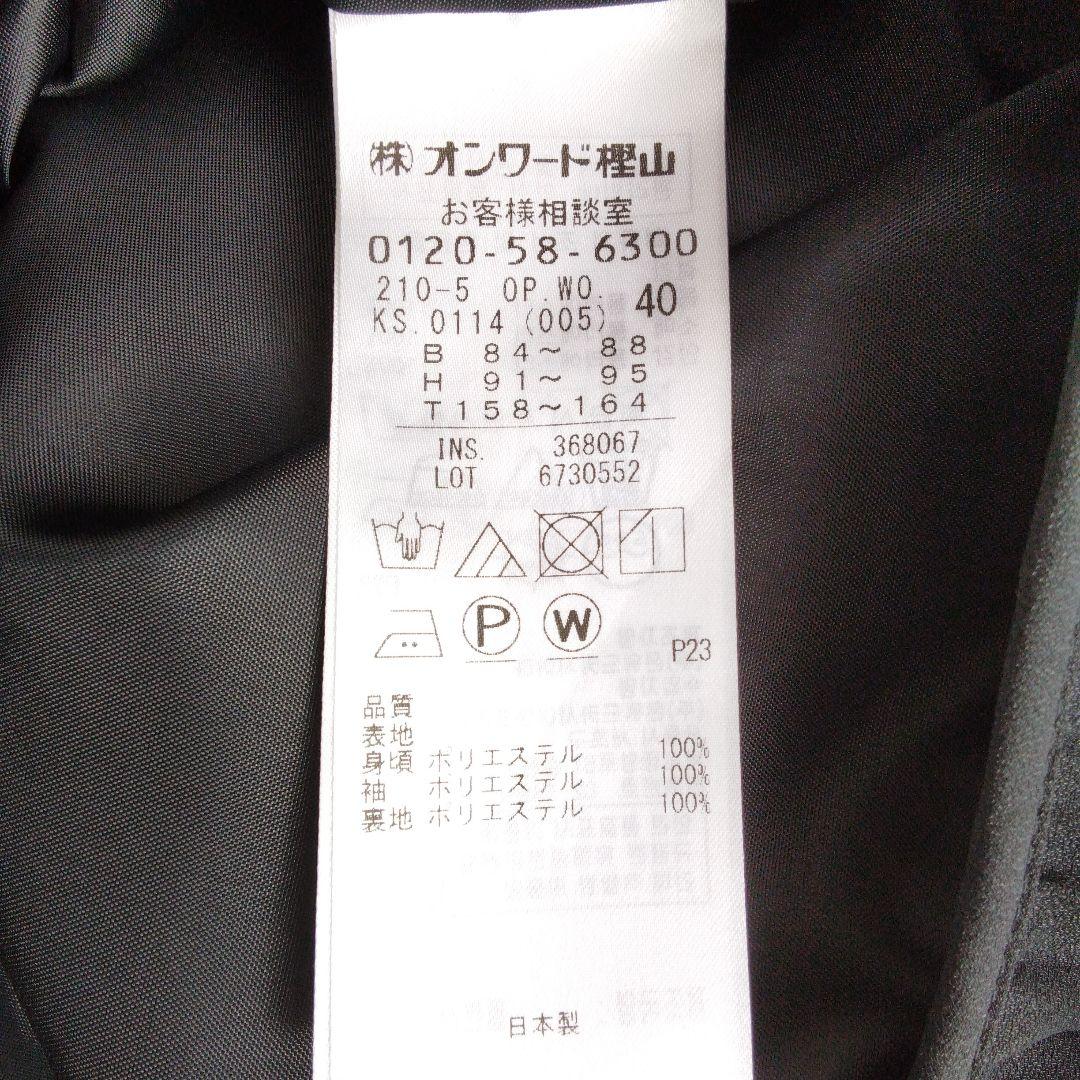 (株)オンワード樫山
お客様相談室
0120-58-6300
210-5 OP.WO. 40
KS.0114 (005)
B 84～ 88
H 91～ 95
T158～164
INS. 368067
LOT 6730552
P W
P23
品質
表地
身頃 ポリエステル 100%
袖 ポリエステル 100%
裏地 ポリエステル 100%
日本製